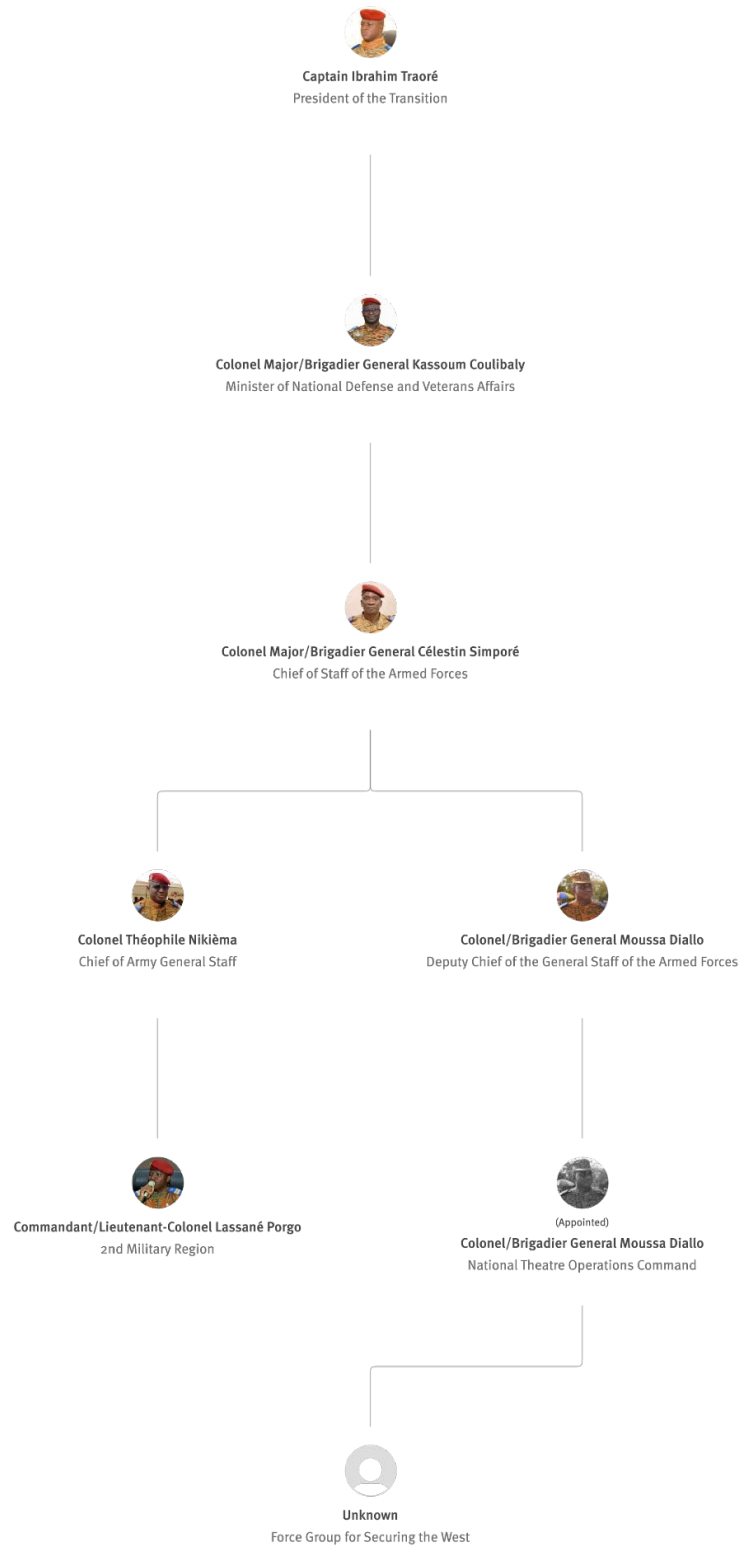 Captain Ibrahim Traoré
President of the Transition
Colonel Major/Brigadier General Kassoum Coulibaly
Minister of National Defense and Veterans Affairs
Colonel Major/Brigadier General Célestin Simporé
Chief of Staff of the Armed Forces
Colonel Théophile Nikièma
Chief of Army General Staff
Colonel/Brigadier General Moussa Diallo
Deputy Chief of the General Staff of the Armed Forces
Commandant/Lieutenant-Colonel Lassané Porgo
2nd Military Region
(Appointed)
Colonel/Brigadier General Moussa Diallo
National Theatre Operations Command
Unknown
Force Group for Securing the West